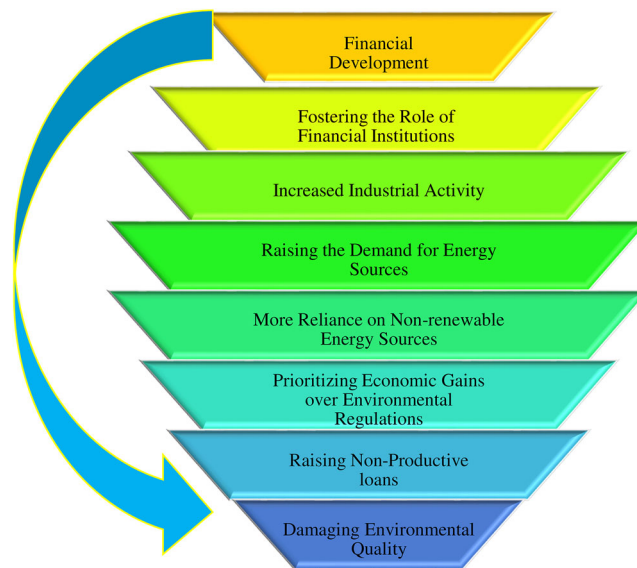 Financial
Development
Fostering the Role of
Financial Institutions
Increased Industrial Activity
Raising the Demand for Energy
Sources
More Reliance on Non-renewable
Energy Sources
Prioritizing Economic Gains
over Environmental
Regulations
Raising Non-Productive
loans
Damaging Environmental
Quality